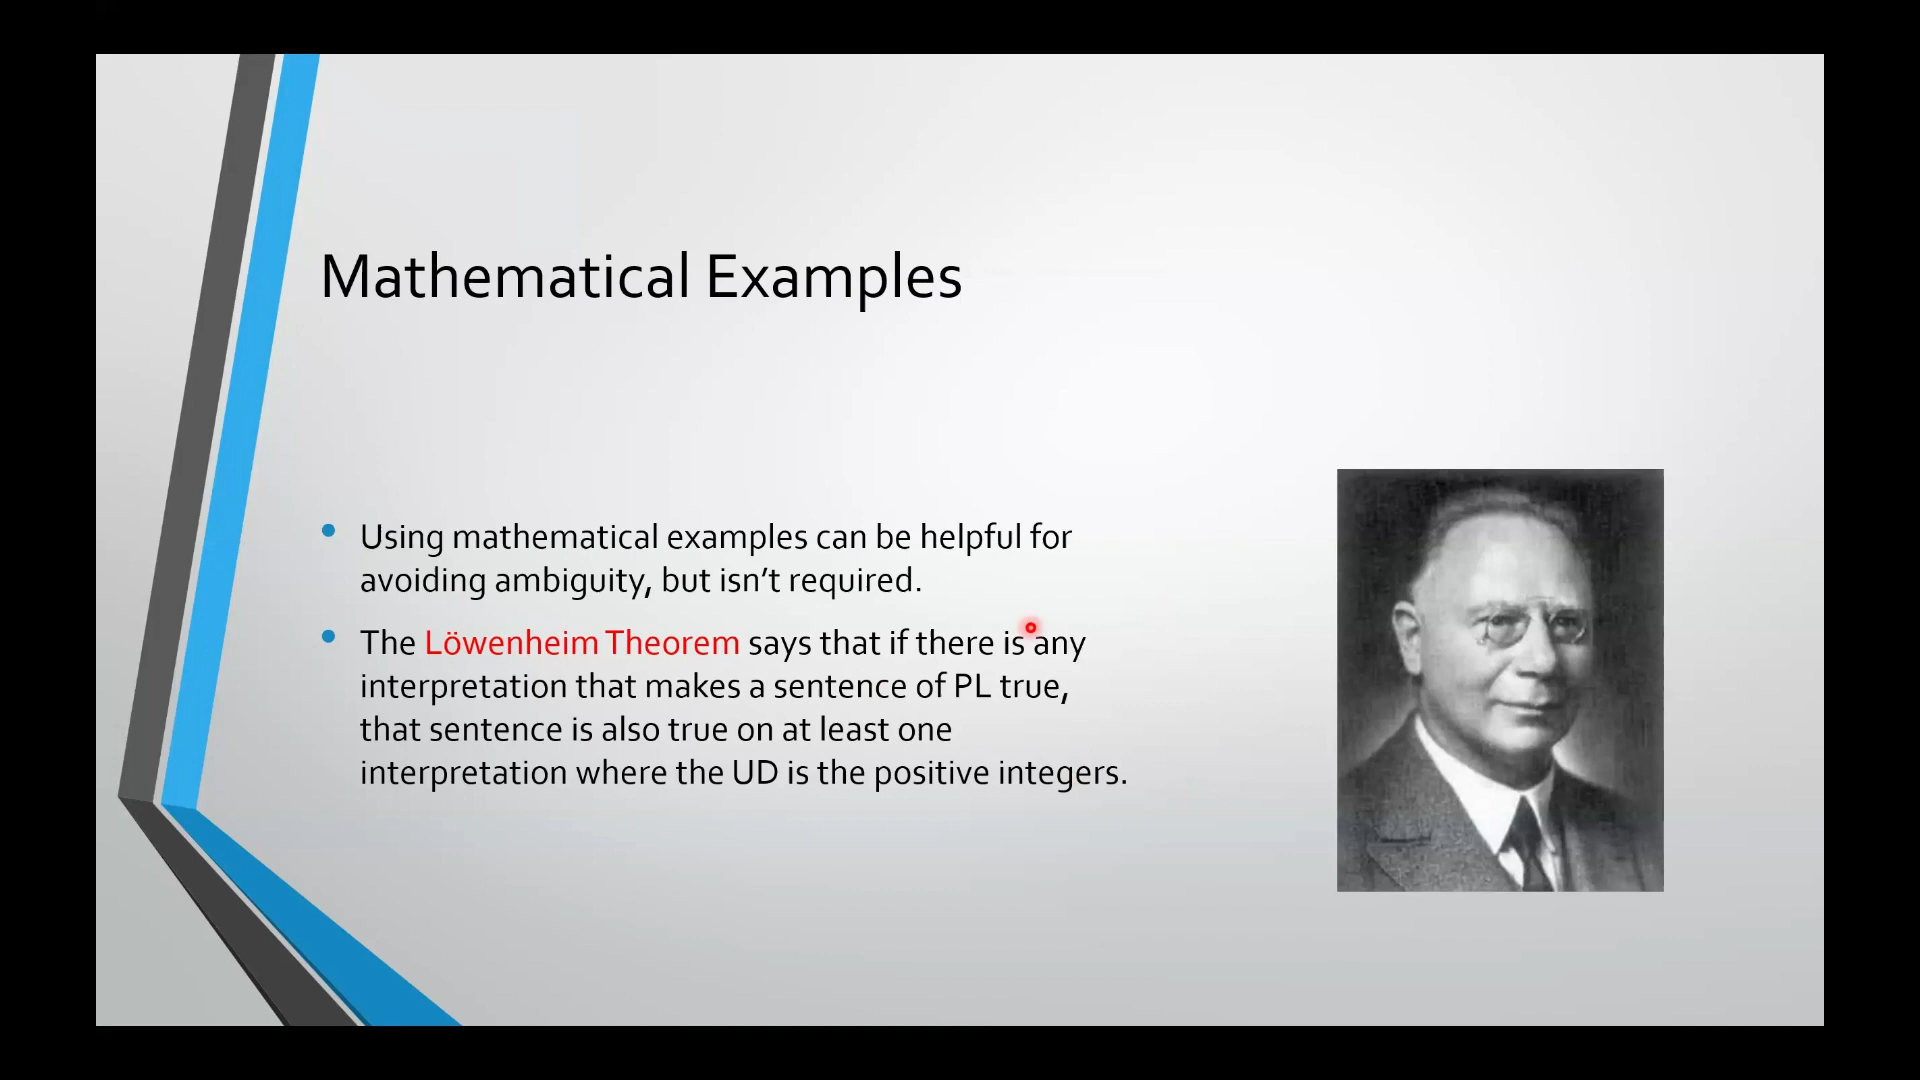 Mathematical Examples
Using mathematical examples can be helpful for
avoiding ambiguity, but isn’t required.
The Löwenheim Theorem says that if there is any
interpretation that makes a sentence of PL true,
that sentence is also true on at least one
interpretation where the UD is the positive integers.